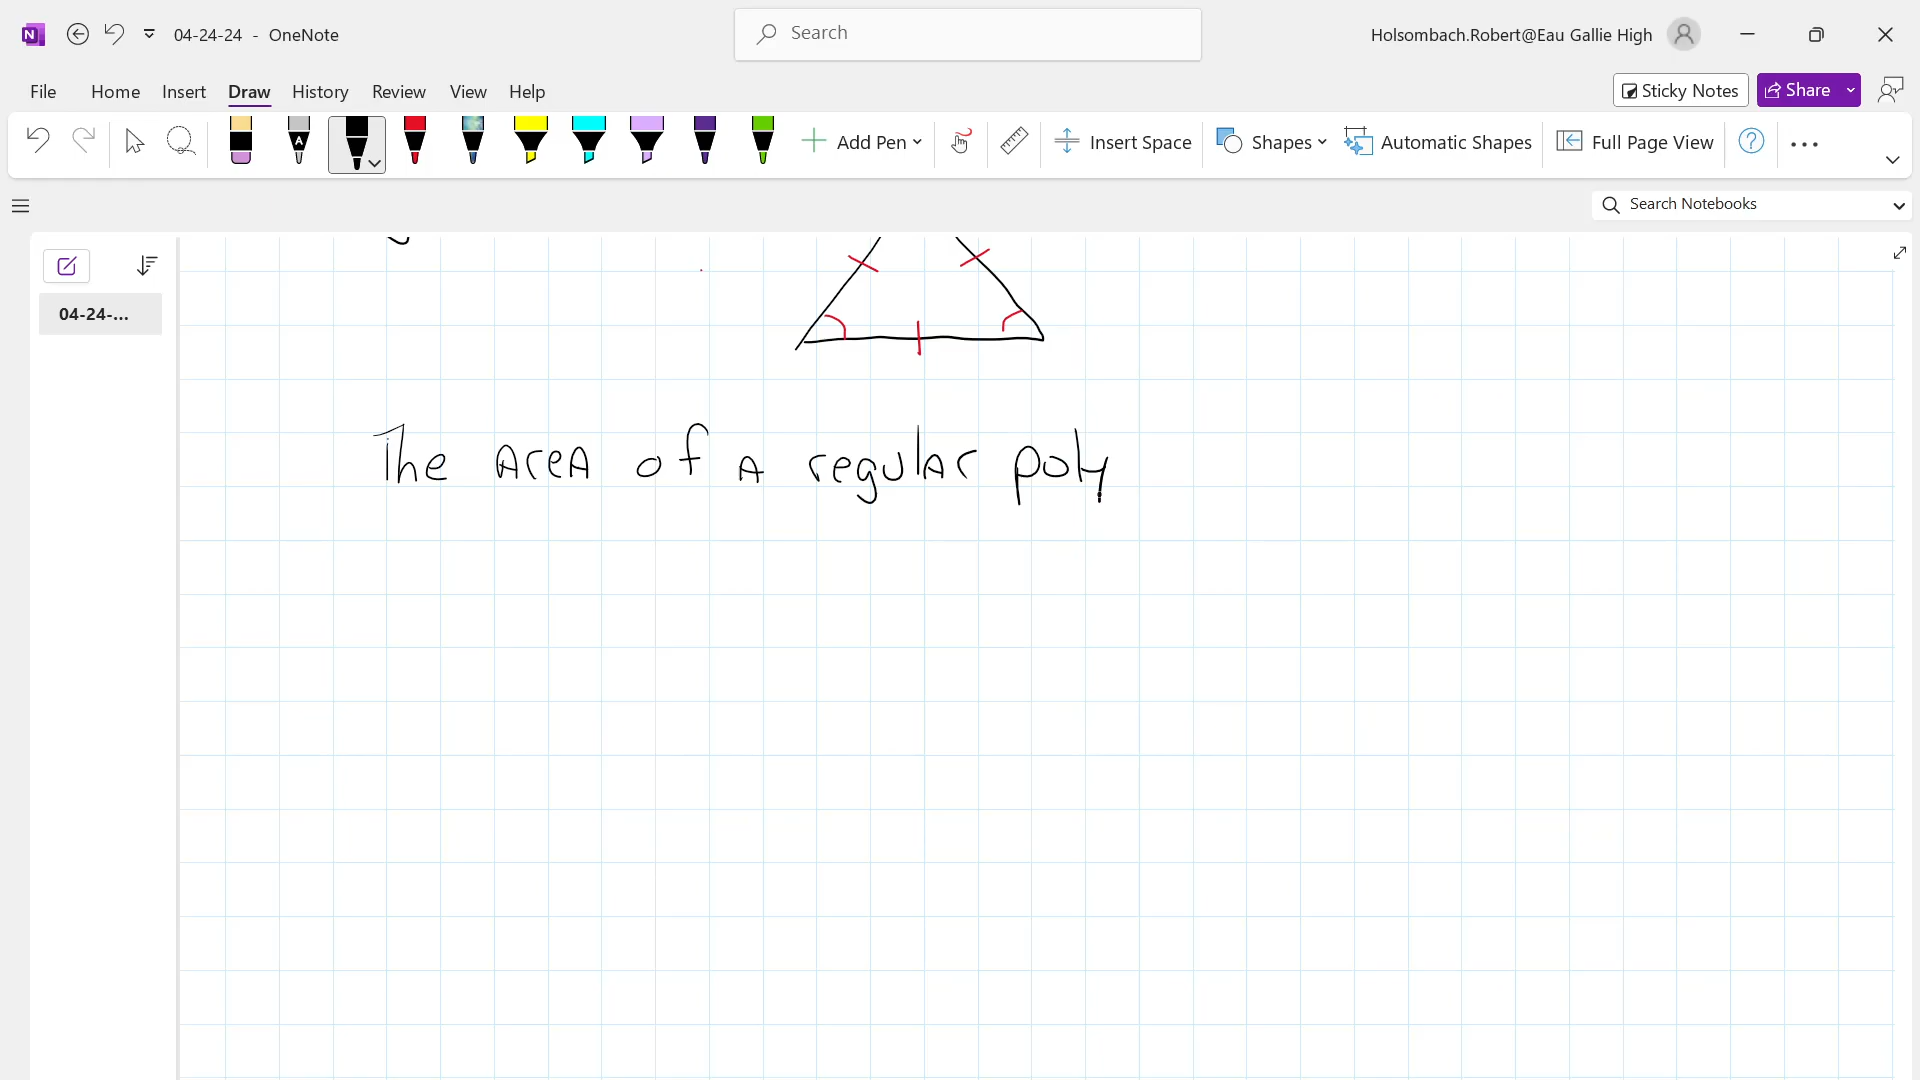 04-24-24 - OneNote
Search
Holsombach.Robert@Eau Gallie High
File Home Insert Draw History Review View Help
Sticky Notes
Share
A
Add Pen
Insert Space
Shapes
Automatic Shapes
Full Page View
Search Notebooks
04-24-...
The AreA of A regulAr poly